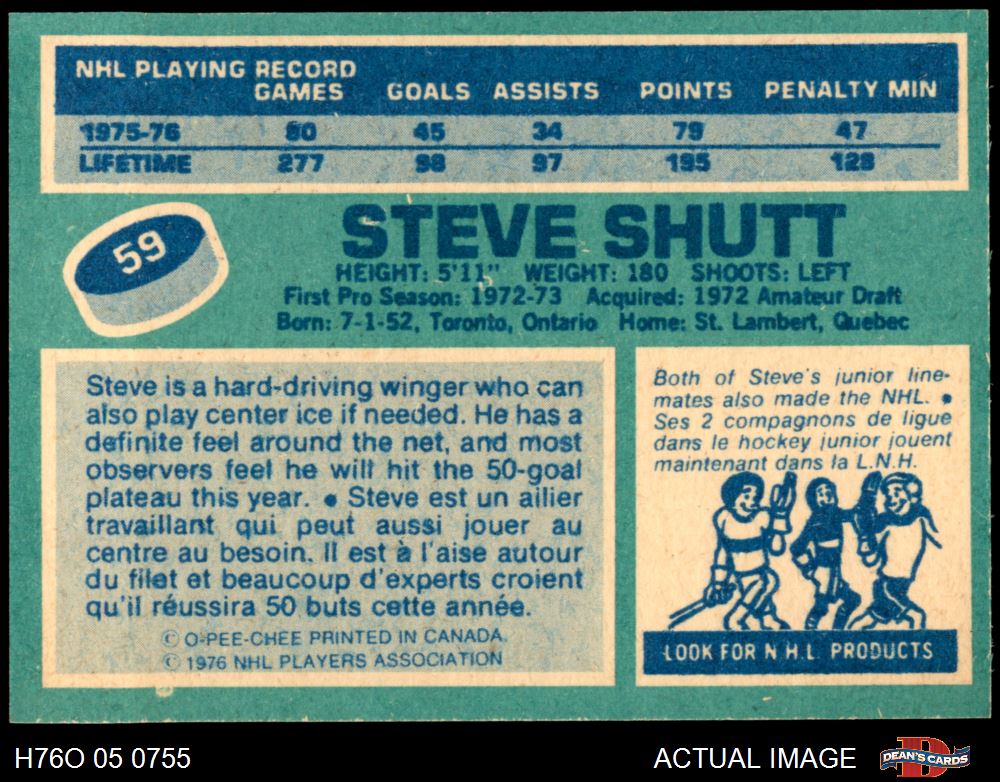 NHL PLAYING RECORD
GAMES GOALS ASSISTS POINTS PENALTY MIN
1975-76 80 45 34 79 47
LIFETIME 277 98 97 195 128
59
STEVE SHUTT
HEIGHT: 5'11" WEIGHT: 180 SHOOTS: LEFT
First Pro Season: 1972-73 Acquired: 1972 Amateur Draft
Born: 7-1-52, Toronto, Ontario Home: St. Lambert, Quebec
Steve is a hard-driving winger who can
also play center ice if needed. He has a
definite feel around the net, and most
observers feel he will hit the 50-goal
plateau this year. ● Steve est un ailier
travaillant qui peut aussi jouer au
centre au besoin. Il est à l'aise autour
du filet et beaucoup d'experts croient
qu'il réussira 50 buts cette année.
© O-PEE-CHEE PRINTED IN CANADA.
© 1976 NHL PLAYERS ASSOCIATION
Both of Steve's junior line-
mates also made the NHL. ●
Ses 2 compagnons de ligue
dans le hockey junior jouent
maintenant dans la L.N.H.
LOOK FOR N.H.L. PRODUCTS
H76O 05 0755
ACTUAL IMAGE
DEAN'S CARDS